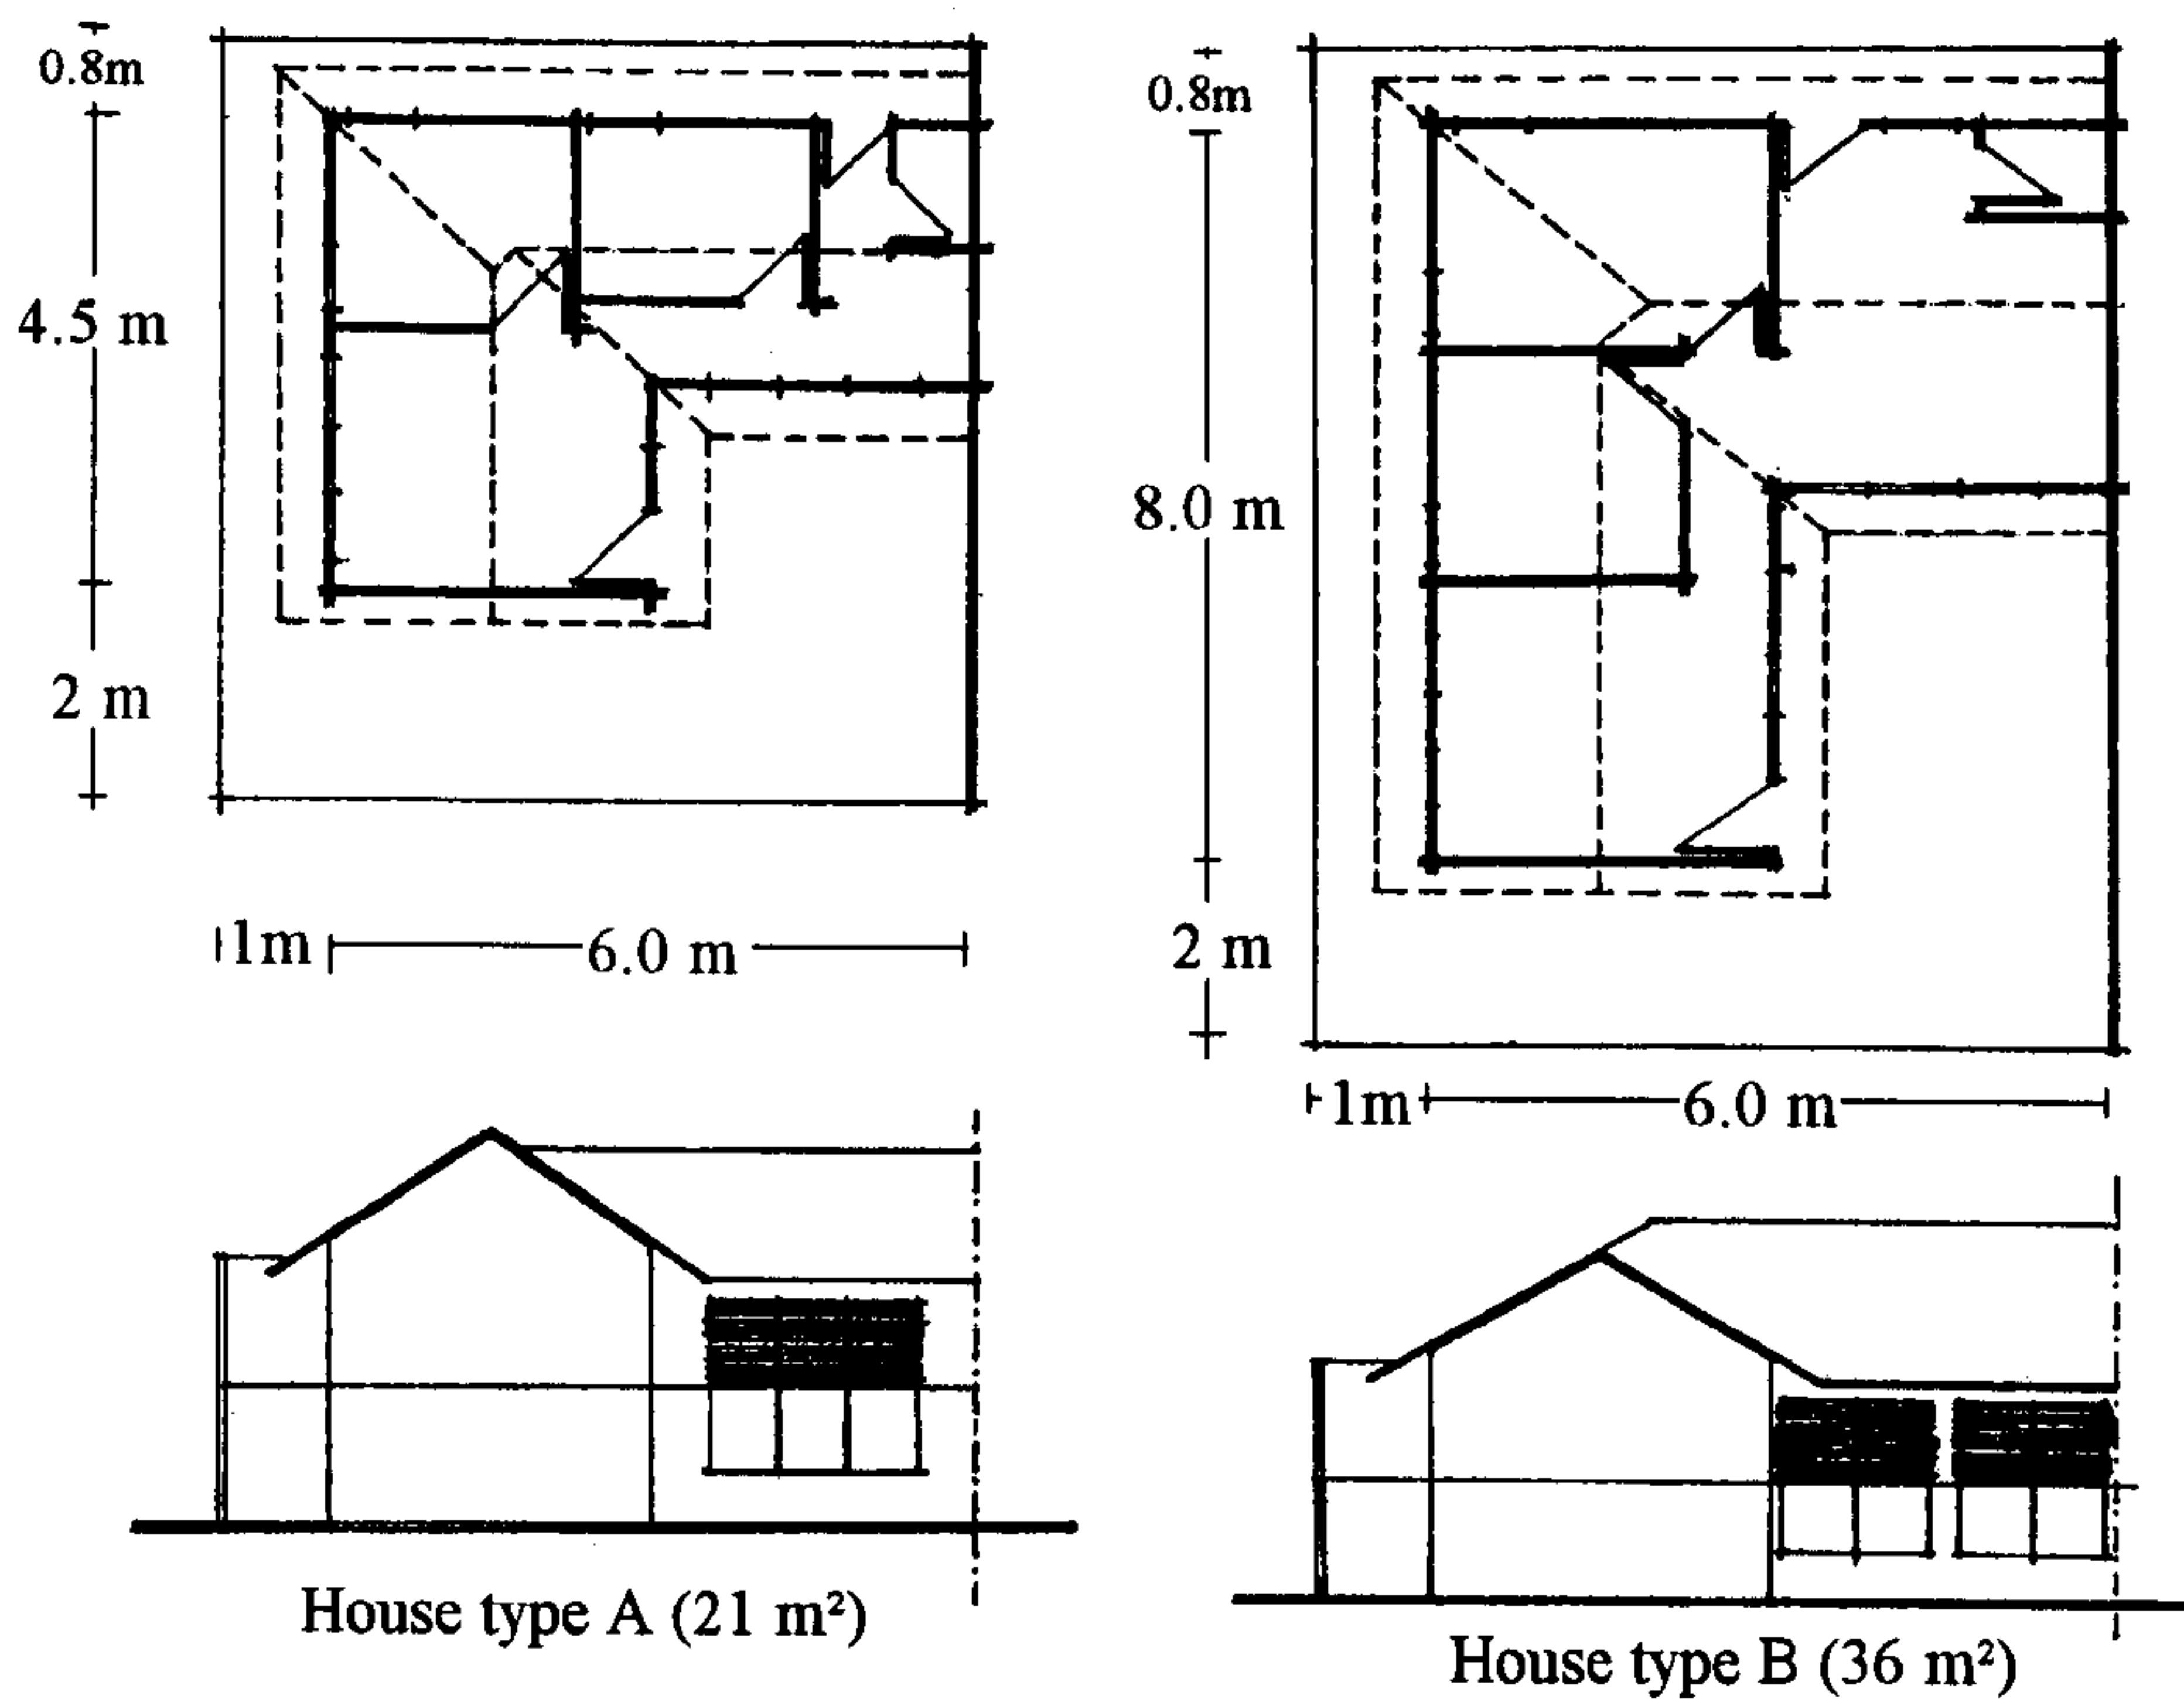 0.8m
4.5 m
2 m
1m
6.0 m
House type A (21 m²)
0.8m
8.0 m
2 m
1m
6.0 m
House type B (36 m²)